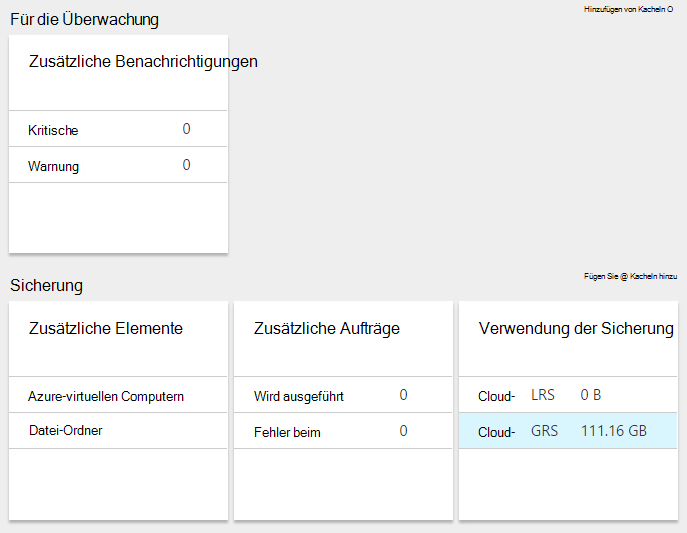 Für die Überwachung
Hinzufügen von Kacheln O
Zusätzliche Benachrichtigungen
Kritische 0
Warnung 0
Sicherung
Fügen Sie @ Kacheln hinzu
Zusätzliche Elemente
Azure-virtuellen Computern
Datei-Ordner
Zusätzliche Aufträge
Wird ausgeführt 0
Fehler beim 0
Verwendung der Sicherung
Cloud- LRS 0 B
Cloud- GRS 111.16 GB